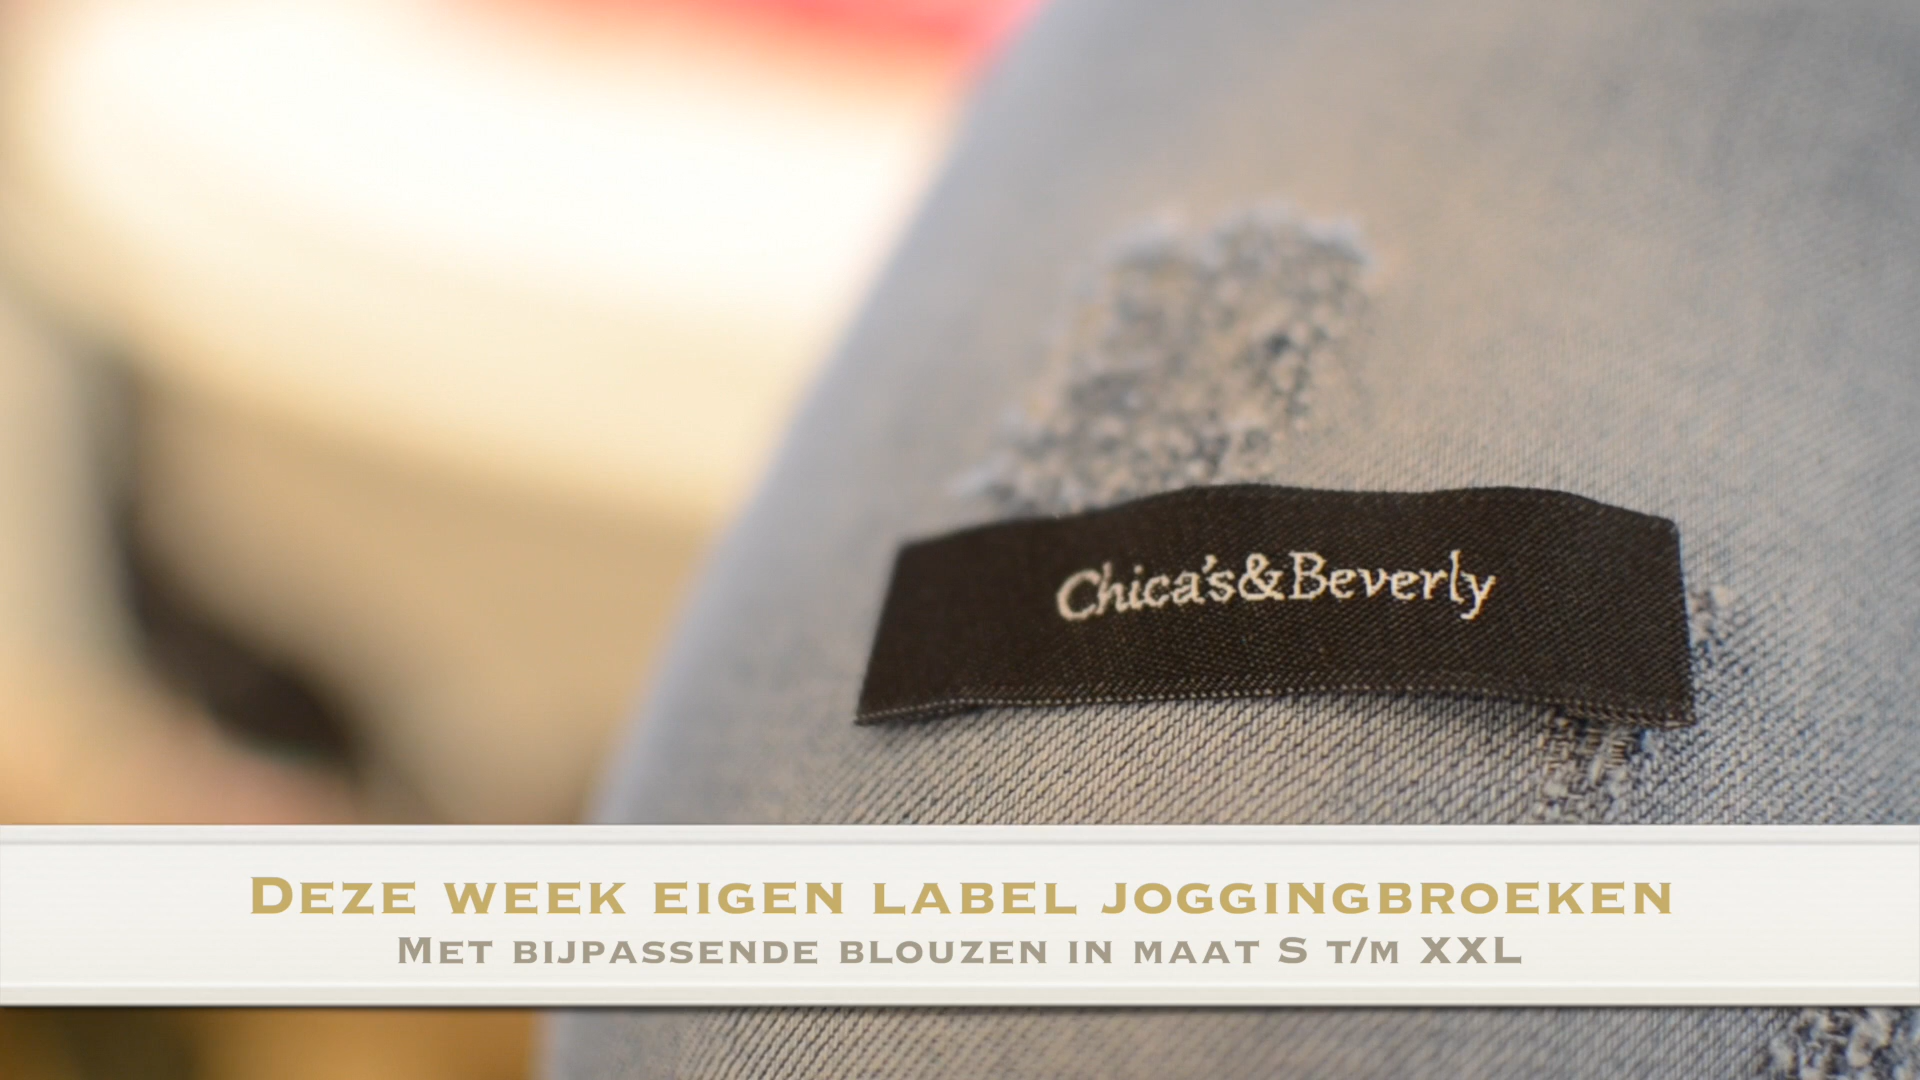 Chica's&Beverly
Deze week eigen label joggingbroeken
Met bijpassende blouzen in maat S t/m XXL